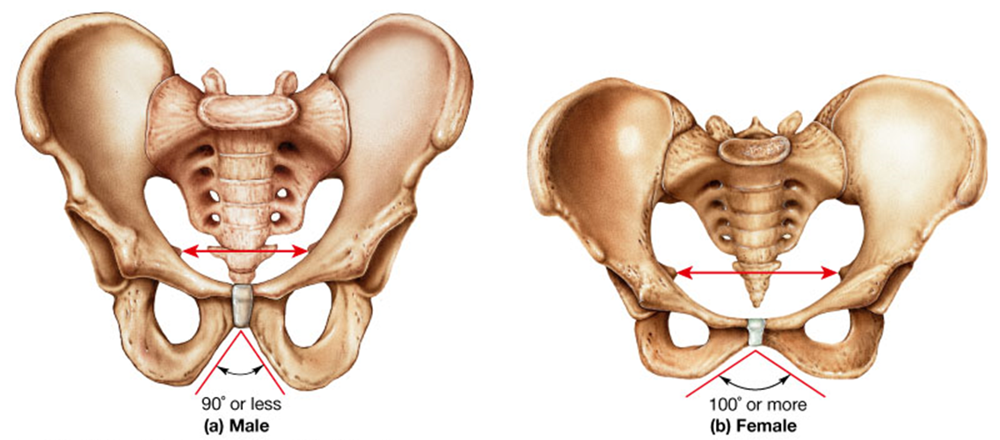 90° or less
(a) Male
100° or more
(b) Female